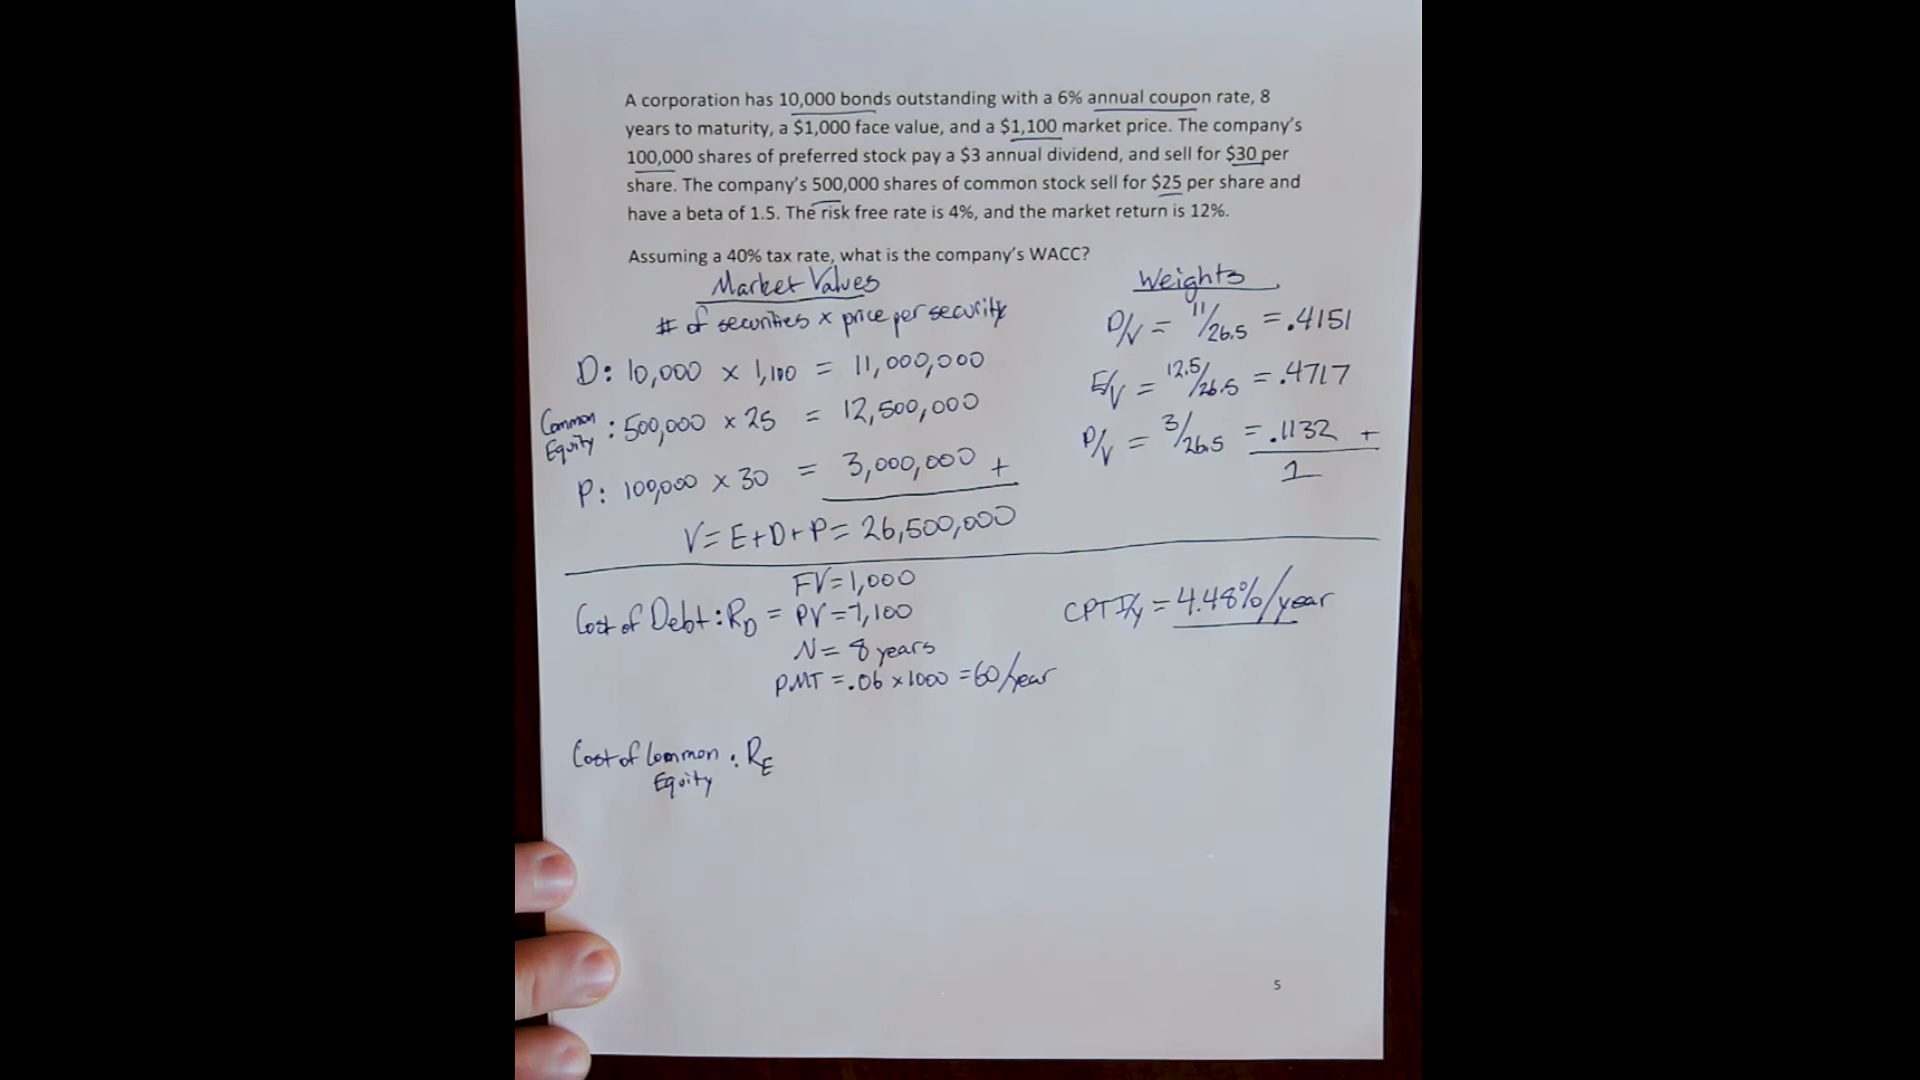 A corporation has 10,000 bonds outstanding with a 6% annual coupon rate, 8
years to maturity, a $1,000 face value, and a $1,100 market price. The company's
100,000 shares of preferred stock pay a $3 annual dividend, and sell for $30 per
share. The company's 500,000 shares of common stock sell for $25 per share and
have a beta of 1.5. The risk free rate is 4%, and the market return is 12%.
Assuming a 40% tax rate, what is the company's WACC?
Market Values
# of securities x price per security
D: 10,000 x 1,100 = 11,000,000
Common
Equity : 500,000 x 25 = 12,500,000
P: 100,000 x 30 = 3,000,000 +
V = E+D+P = 26,500,000
Weights
D/V = 11/26.5 = .4151
E/V = 12.5/26.5 = .4717
P/V = 3/26.5 = .1132 +
1
FV = 1,000
Cost of Debt: RD = PV = 1,100
N = 8 years
PMT = .06 x 1000 = 60/year
CPT I/y = 4.48%/year
Cost of Common : RE
Equity
5